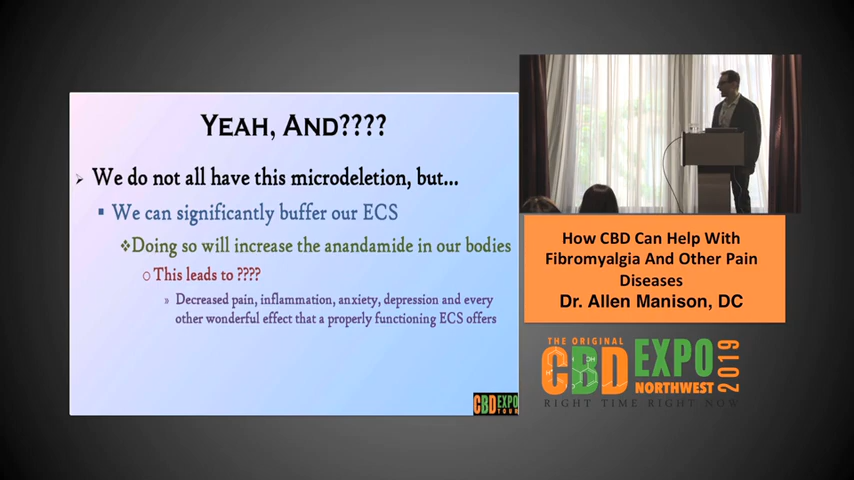 YEAH, AND????
We do not all have this microdeletion, but...
We can significantly buffer our ECS
Doing so will increase the anandamide in our bodies
This leads to ????
Decreased pain, inflammation, anxiety, depression and every
other wonderful effect that a properly functioning ECS offers
CBD EXPO
TOUR
How CBD Can Help With
Fibromyalgia And Other Pain
Diseases
Dr. Allen Manison, DC
THE ORIGINAL
CBD EXPO
NORTHWEST
2019
RIGHT TIME RIGHT NOW